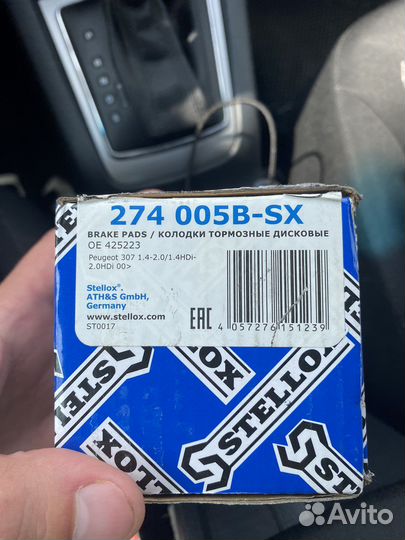 274 005B-SX
BRAKE PADS / КОЛОДКИ ТОРМОЗНЫЕ ДИСКОВЫЕ
OE 425223
Peugeot 307 1.4-2.0/1.4HDi-
2.0HDi 00>
Stellox®.
ATH&S GmbH,
Germany
www.stellox.com
ST0017
EAC
4 057276 151239
STELLOX
STELLOX
STELLOX
STELLOX
Avito